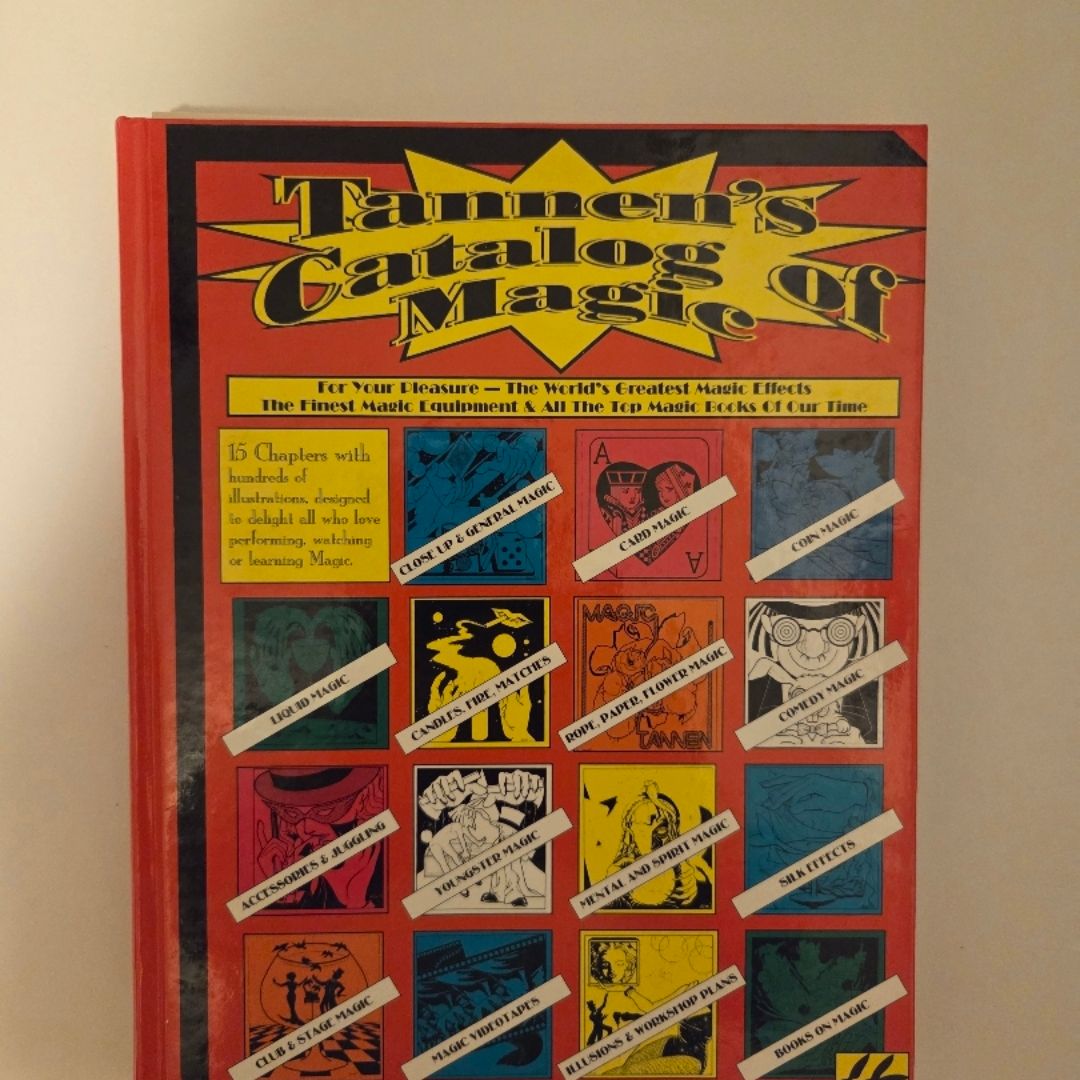 Tannen's
Catalog of
Magic
For Your Pleasure — The World's Greatest Magic Effects
The Finest Magic Equipment & All The Top Magic Books Of Our Time
15 Chapters with
hundreds of
illustrations, designed
to delight all who love
performing, watching
or learning Magic.
CLOSE UP & GENERAL MAGIC
A
CARD MAGIC
A
COIN MAGIC
LIQUID MAGIC
CANDLES, FIRE, MATCHES
MAGIC
ROPE, PAPER, FLOWER MAGIC
TANNEN
COMEDY MAGIC
ACCESSORIES & JUGGLING
YOUNGSTER MAGIC
MENTAL AND SPIRIT MAGIC
SILK EFFECTS
CLUB & STAGE MAGIC
MAGIC VIDEOTAPES
ILLUSIONS & WORKSHOP PLANS
BOOKS ON MAGIC